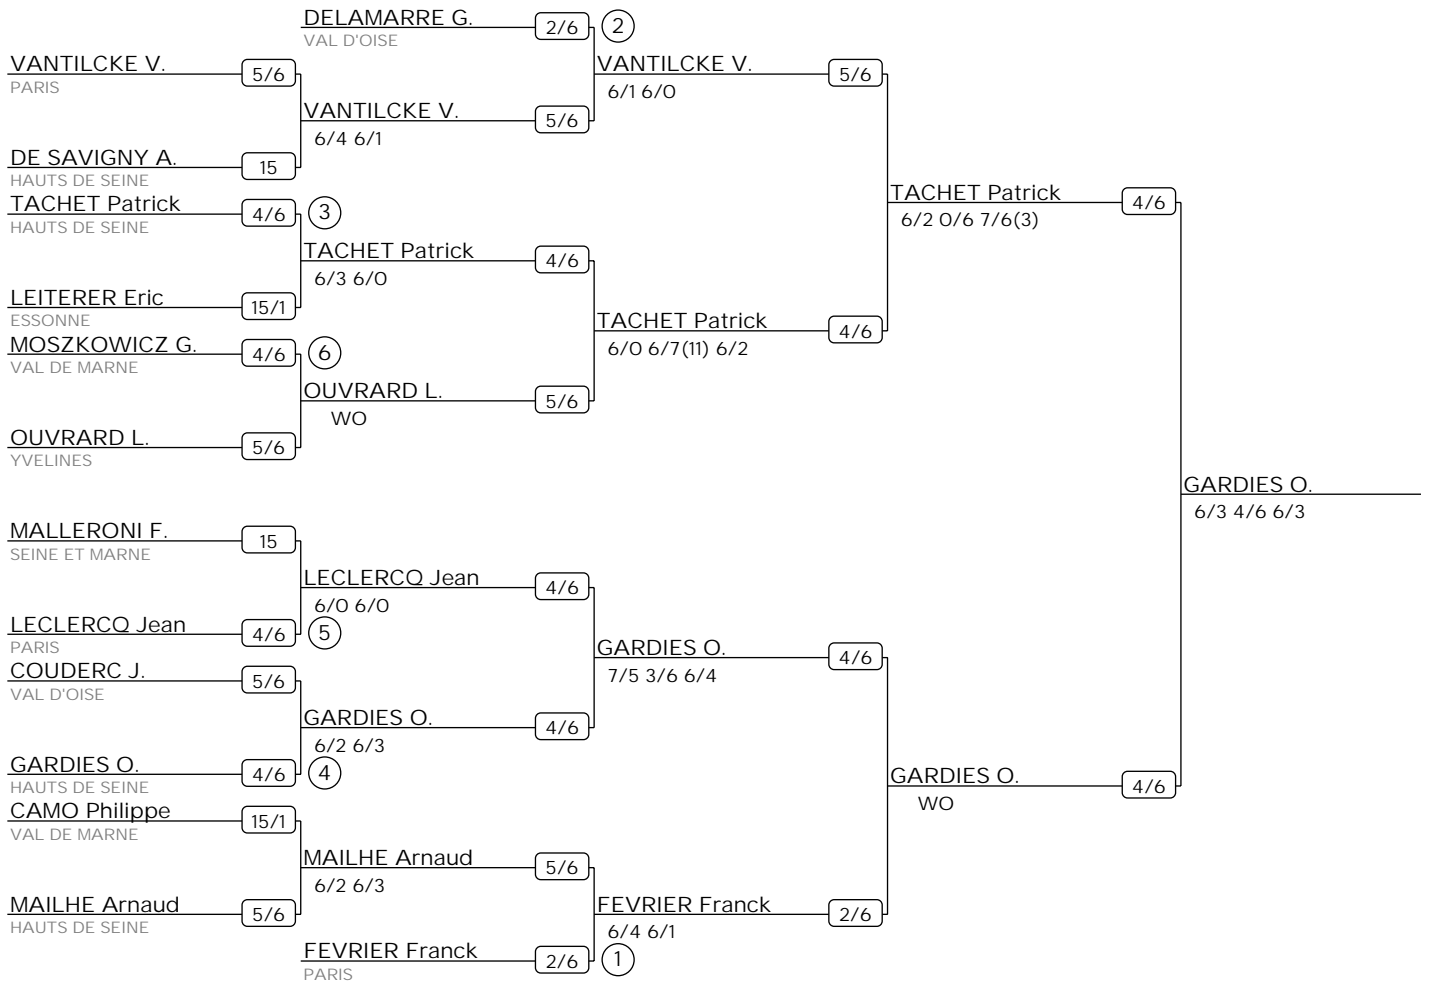 DELAMARRE G.
2/6
2
VAL D'OISE
VANTILCKE V.
5/6
PARIS
VANTILCKE V.
5/6
6/1 6/0
VANTILCKE V.
5/6
6/4 6/1
DE SAVIGNY A.
15
HAUTS DE SEINE
TACHET Patrick
4/6
3
HAUTS DE SEINE
TACHET Patrick
4/6
6/2 0/6 7/6(3)
TACHET Patrick
4/6
6/3 6/0
LEITERER Eric
15/1
ESSONNE
TACHET Patrick
4/6
6/0 6/7(11) 6/2
MOSZKOWICZ G.
4/6
6
VAL DE MARNE
OUVRARD L.
5/6
WO
OUVRARD L.
5/6
YVELINES
GARDIES O.
6/3 4/6 6/3
MALLERONI F.
15
SEINE ET MARNE
LECLERCQ Jean
4/6
6/0 6/0
LECLERCQ Jean
4/6
5
PARIS
GARDIES O.
4/6
7/5 3/6 6/4
COUDERC J.
5/6
VAL D'OISE
GARDIES O.
4/6
6/2 6/3
GARDIES O.
4/6
4
HAUTS DE SEINE
GARDIES O.
4/6
WO
CAMO Philippe
15/1
VAL DE MARNE
MAILHE Arnaud
5/6
6/2 6/3
MAILHE Arnaud
5/6
HAUTS DE SEINE
FEVRIER Franck
2/6
6/4 6/1
FEVRIER Franck
2/6
1
PARIS